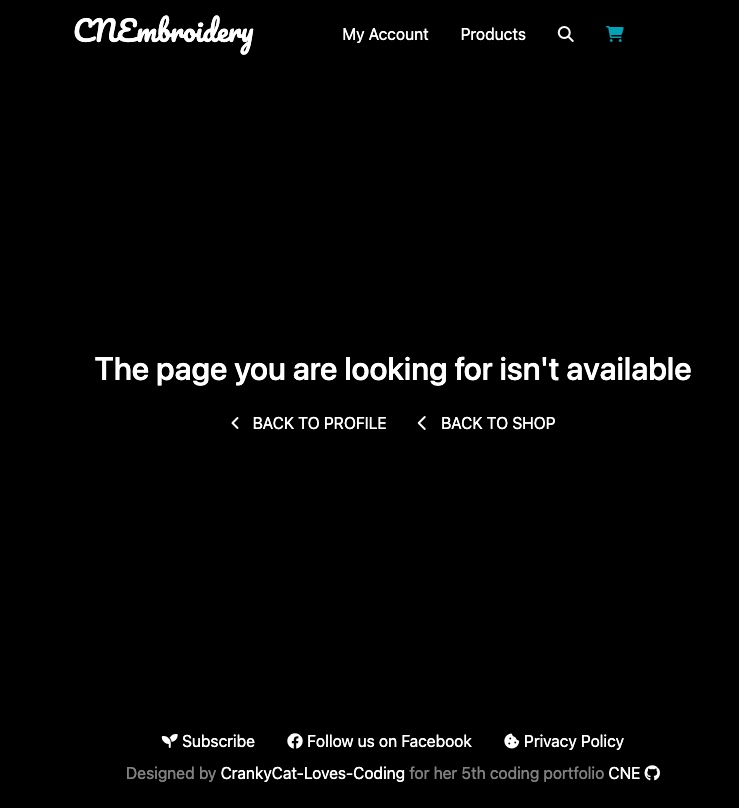 CNEmbroidery My Account Products
The page you are looking for isn't available
BACK TO PROFILE BACK TO SHOP
Subscribe Follow us on Facebook Privacy Policy
Designed by CrankyCat-Loves-Coding for her 5th coding portfolio CNE